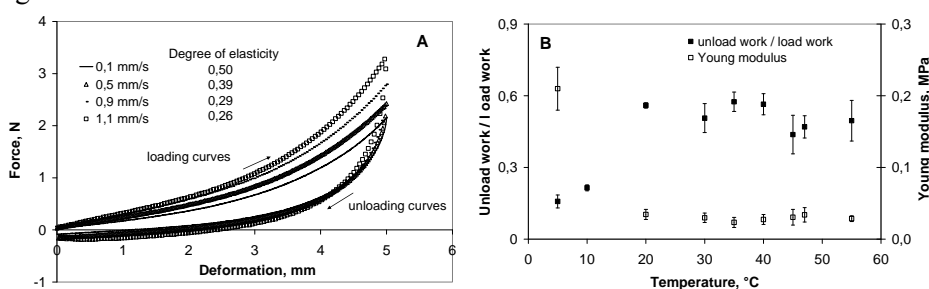 4
3
2
1
0
-1
Force, N
A
Degree of elasticity
0,1 mm/s 0,50
0,5 mm/s 0,39
0,9 mm/s 0,29
1,1 mm/s 0,26
loading curves
unloading curves
0 1 2 3 4 5 6
Deformation, mm
0,9
0,6
0,3
0
Unload work / load work
B
unload work / load work
Young modulus
0,3
0,2
0,1
0,0
Young modulus. MPa
0 10 20 30 40 50 60
Temperature, °C